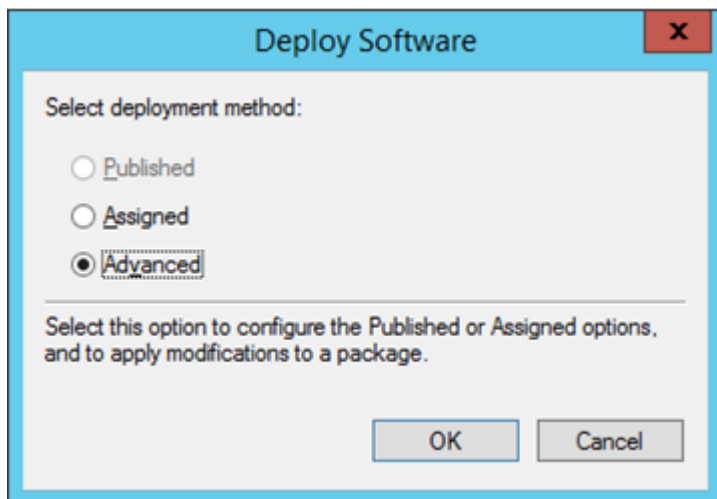 Deploy Software
x
Select deployment method:
Published
Assigned
Advanced
Select this option to configure the Published or Assigned options,
and to apply modifications to a package.
OK Cancel